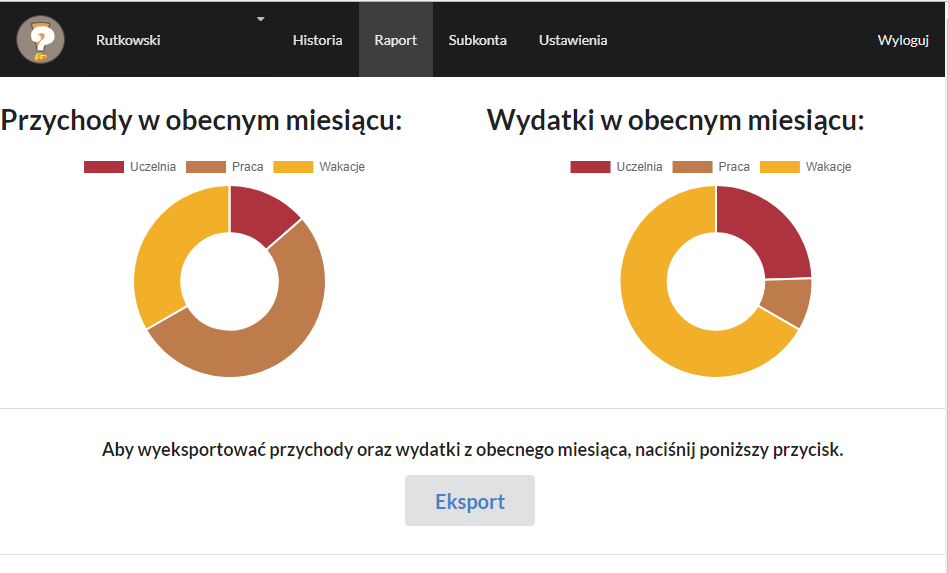 Rutkowski Historia Raport Subkonta Ustawienia Wyloguj
Przychody w obecnym miesiącu:
Uczelnia Praca Wakacje
Wydatki w obecnym miesiącu:
Uczelnia Praca Wakacje
Aby wyeksportować przychody oraz wydatki z obecnego miesiąca, naciśnij poniższy przycisk.
Eksport